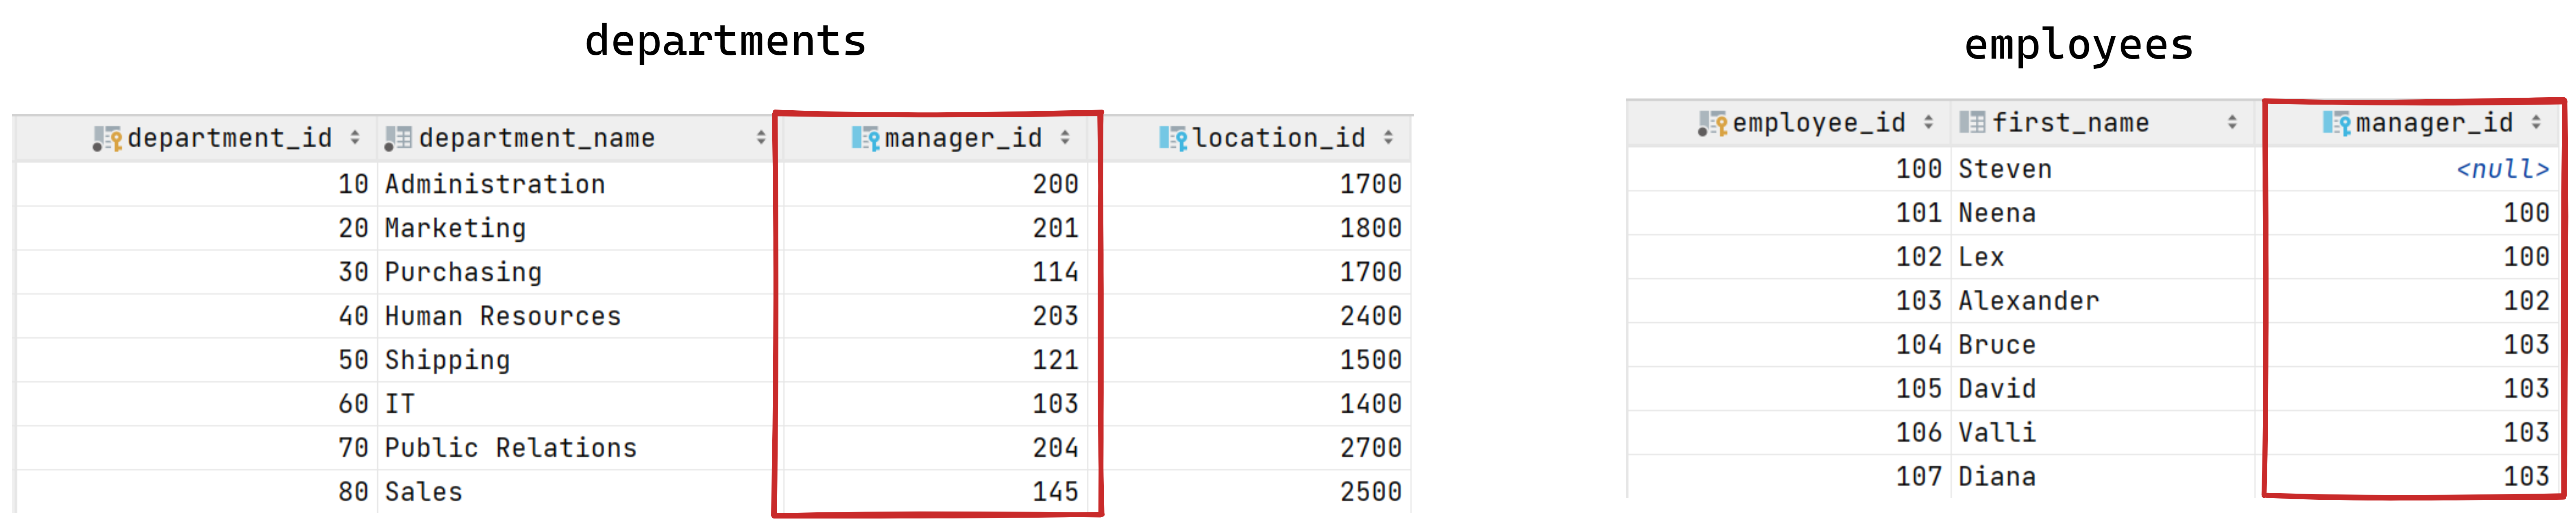 departments
department_id department_name manager_id location_id
10 Administration 200 1700
20 Marketing 201 1800
30 Purchasing 114 1700
40 Human Resources 203 2400
50 Shipping 121 1500
60 IT 103 1400
70 Public Relations 204 2700
80 Sales 145 2500
employees
employee_id first_name manager_id
100 Steven <null>
101 Neena 100
102 Lex 100
103 Alexander 102
104 Bruce 103
105 David 103
106 Valli 103
107 Diana 103